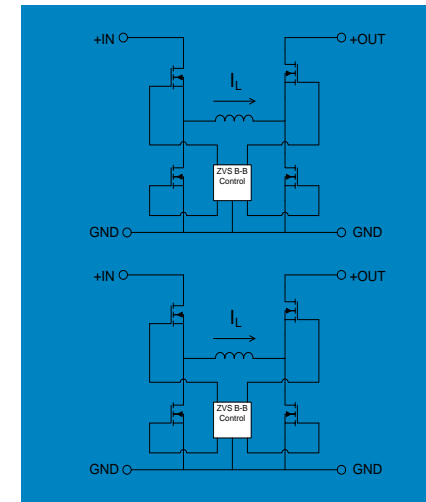 +IN +OUT
IL
ZVS B-B
Control
GND GND
+IN +OUT
IL
ZVS B-B
Control
GND GND